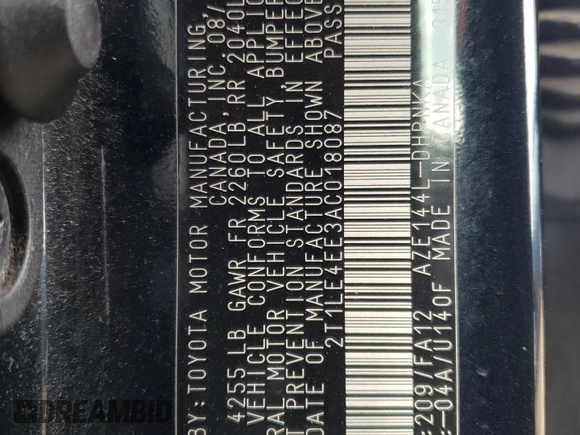 BY: TOYOTA MOTOR MANUFACTURING,
CANADA, INC. 08/
4255 LB GAWR FR 2260LB, RR 2040L
VEHICLE CONFORMS TO ALL APPLIC
RAL MOTOR VEHICLE SAFETY, BUMPER
T PREVENTION STANDARDS IN EFFEC
DATE OF MANUFACTURE SHOWN ABOVE
2T1LE4EE3AC018087 PASS
:209/FA12 AZE144L-DHPNKA
:04A/U140F MADE IN CANADA
DREAMBID